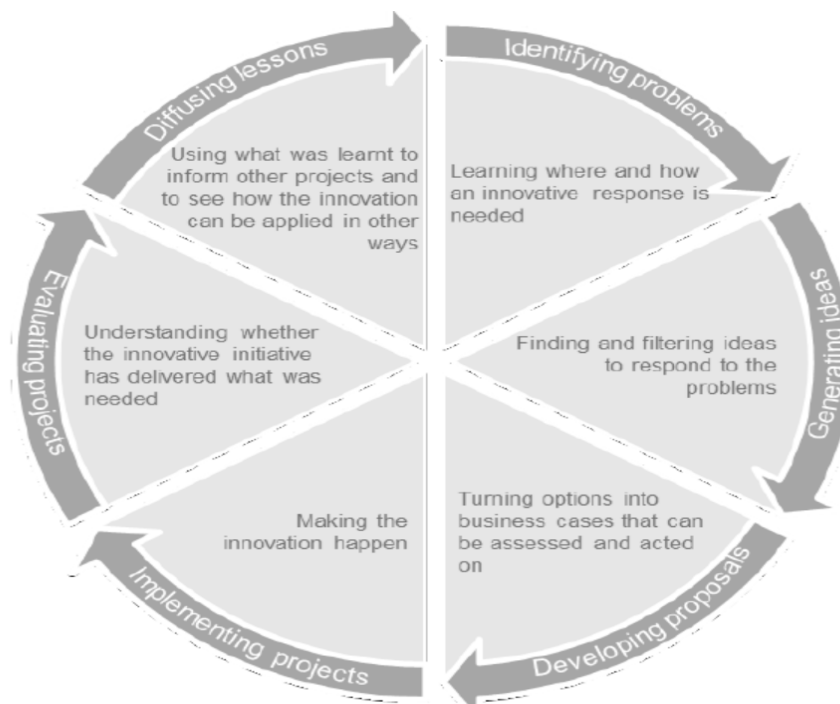 Identifying problems
Learning where and how
an innovative response is
needed
Generating ideas
Finding and filtering ideas
to respond to the
problems
Developing proposals
Turning options into
business cases that can
be assessed and acted
on
Implementing projects
Making the
innovation happen
Evaluating projects
Understanding whether
the innovative initiative
has delivered what was
needed
Diffusing lessons
Using what was learnt to
inform other projects and
to see how the innovation
can be applied in other
ways